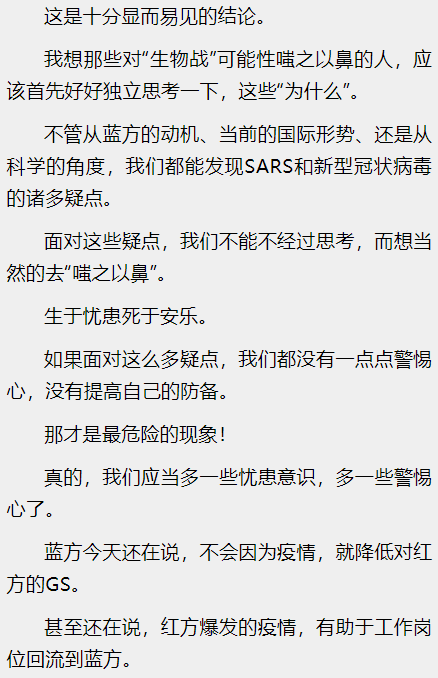 这是十分显而易见的结论。
我想那些对“生物战”可能性嗤之以鼻的人，应
该首先好好独立思考一下，这些“为什么”。
不管从蓝方的动机、当前的国际形势、还是从
科学的角度，我们都能发现SARS和新型冠状病毒
的诸多疑点。
面对这些疑点，我们不能不经过思考，而想当
然的去“嗤之以鼻”。
生于忧患死于安乐。
如果面对这么多疑点，我们都没有一点点警惕
心，没有提高自己的防备。
那才是最危险的现象！
真的，我们应当多一些忧患意识，多一些警惕
心了。
蓝方今天还在说，不会因为疫情，就降低对红
方的GS。
甚至还在说，红方爆发的疫情，有助于工作岗
位回流到蓝方。